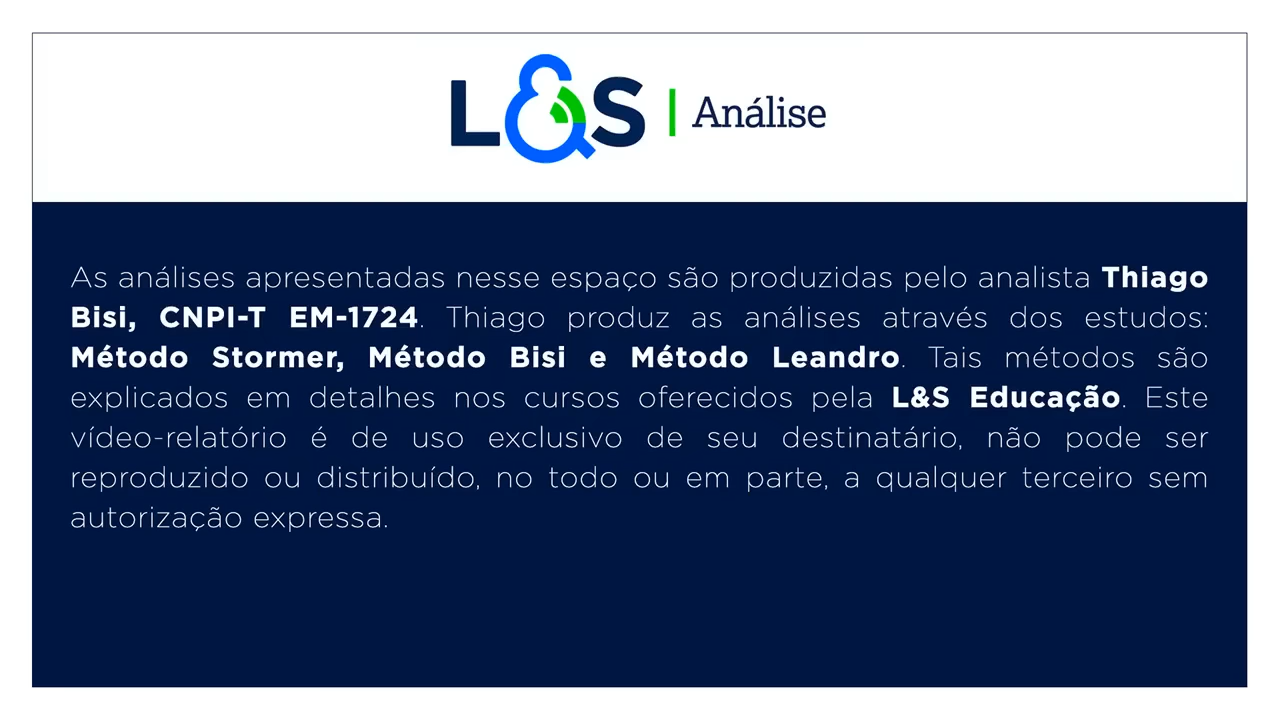 L&S | Análise
As análises apresentadas nesse espaço são produzidas pelo analista Thiago
Bisi, CNPI-T EM-1724. Thiago produz as análises através dos estudos:
Método Stormer, Método Bisi e Método Leandro. Tais métodos são
explicados em detalhes nos cursos oferecidos pela L&S Educação. Este
vídeo-relatório é de uso exclusivo de seu destinatário, não pode ser
reproduzido ou distribuído, no todo ou em parte, a qualquer terceiro sem
autorização expressa.